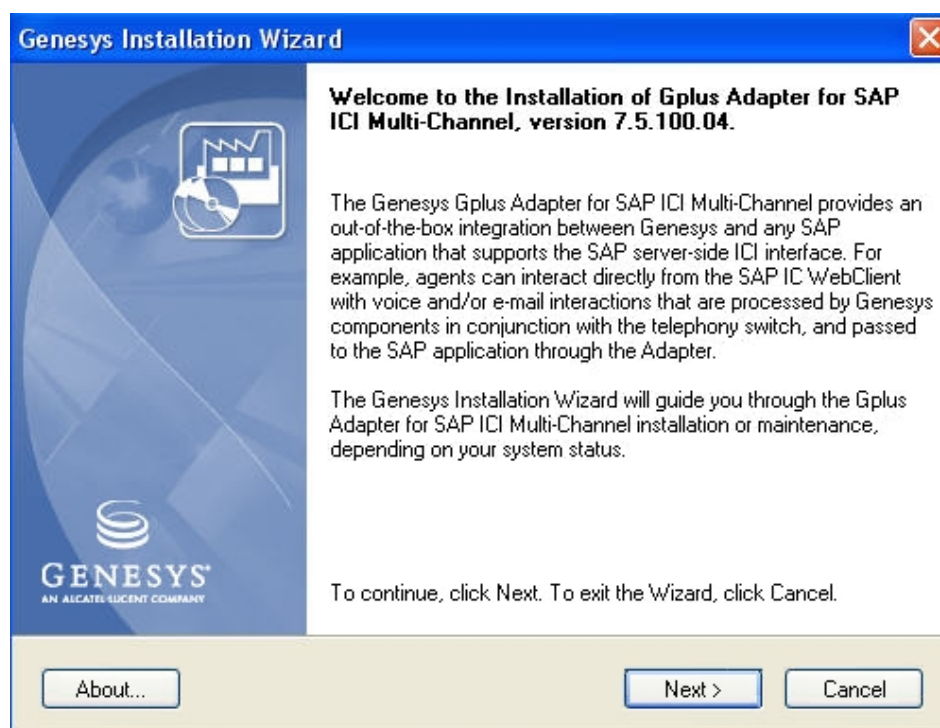 Genesys Installation Wizard
Welcome to the Installation of Gplus Adapter for SAP
ICI Multi-Channel, version 7.5.100.04.
The Genesys Gplus Adapter for SAP ICI Multi-Channel provides an
out-of-the-box integration between Genesys and any SAP
application that supports the SAP server-side ICI interface. For
example, agents can interact directly from the SAP IC WebClient
with voice and/or e-mail interactions that are processed by Genesys
components in conjunction with the telephony switch, and passed
to the SAP application through the Adapter.
The Genesys Installation Wizard will guide you through the Gplus
Adapter for SAP ICI Multi-Channel installation or maintenance,
depending on your system status.
GENESYS
AN ALCATEL-LUCENT COMPANY
To continue, click Next. To exit the Wizard, click Cancel.
About...
Next >
Cancel